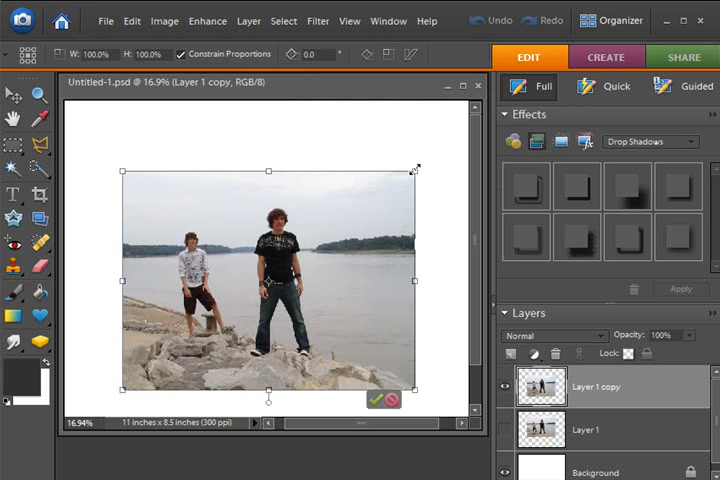 File Edit Image Enhance Layer Select Filter View Window Help Undo Redo Organizer
W: 100.0% H: 100.0% Constrain Proportions 0.0 °
EDIT CREATE SHARE
Untitled-1.psd @ 16.9% (Layer 1 copy, RGB/8)
Full Quick Guided
Effects
Drop Shadows
Apply
Layers
Normal Opacity: 100%
Lock:
Layer 1 copy
Layer 1
Background
16.94% 11 inches x 8.5 inches (300 ppi)